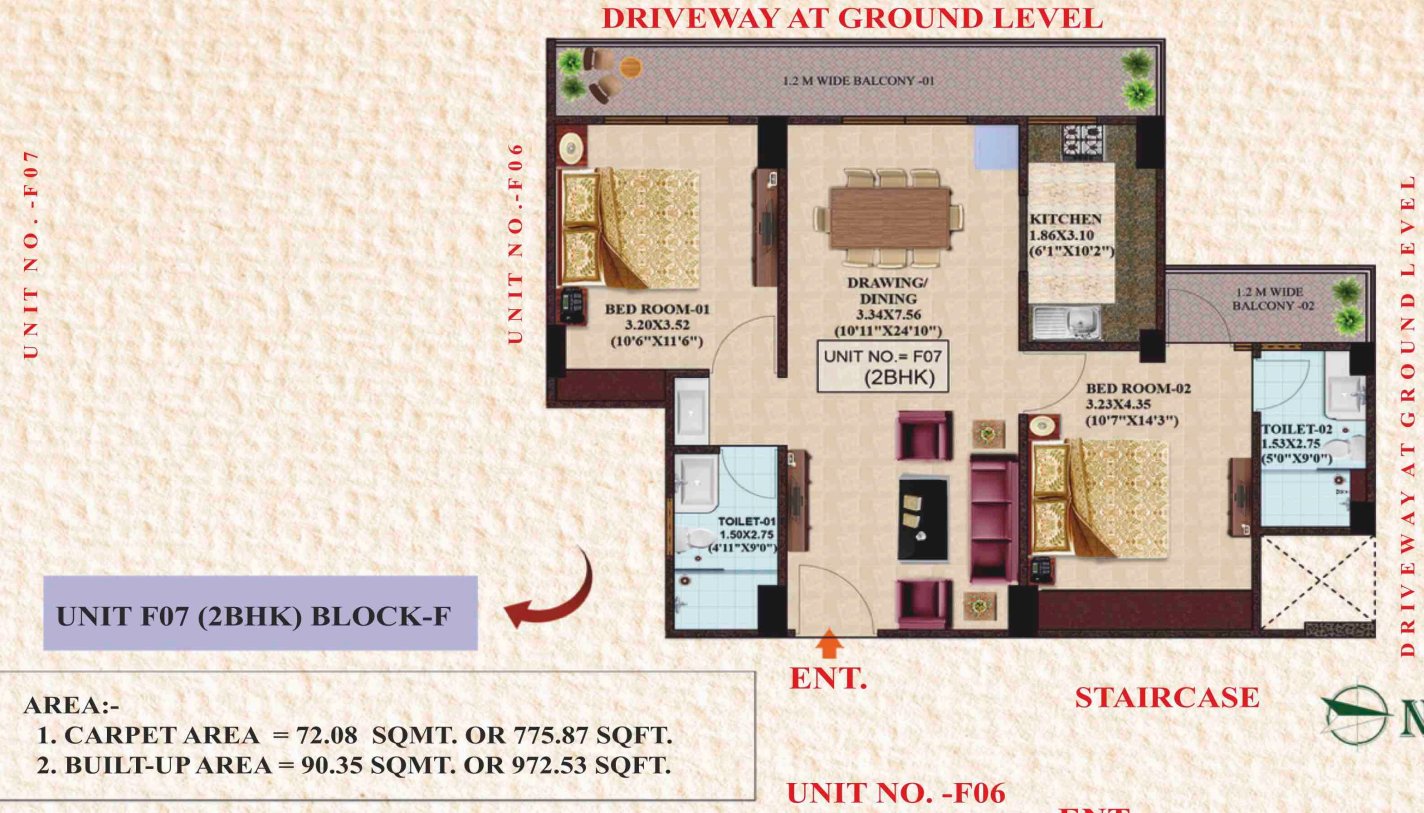 DRIVEWAY AT GROUND LEVEL
1.2 M WIDE BALCONY -01
UNIT NO. -F07
UNIT NO.-F06
KITCHEN
1.86X3.10
(6'1"X10'2")
DRIVEWAY AT GROUND LEVEL
DRAWING/
DINING
3.34X7.56
(10'11"X24'10")
BED ROOM-01
3.20X3.52
(10'6"X11'6")
1.2 M WIDE
BALCONY -02
UNIT NO.= F07
(2BHK)
BED ROOM-02
3.23X4.35
(10'7"X14'3")
TOILET-02
1.53X2.75
(5'0"X9'0")
TOILET-01
1.50X2.75
(4'11"X9'0")
UNIT F07 (2BHK) BLOCK-F
ENT.
STAIRCASE
N
AREA:-
1. CARPET AREA = 72.08 SQMT. OR 775.87 SQFT.
2. BUILT-UP AREA = 90.35 SQMT. OR 972.53 SQFT.
UNIT NO. -F06